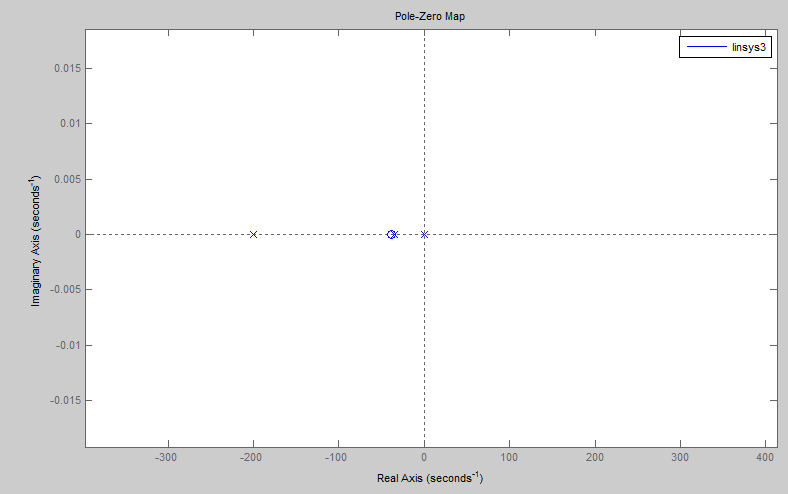 Pole-Zero Map
linsys3
0.015
0.01
0.005
0
-0.005
-0.01
-0.015
Imaginary Axis (seconds⁻¹)
-300 -200 -100 0 100 200 300 400
Real Axis (seconds⁻¹)